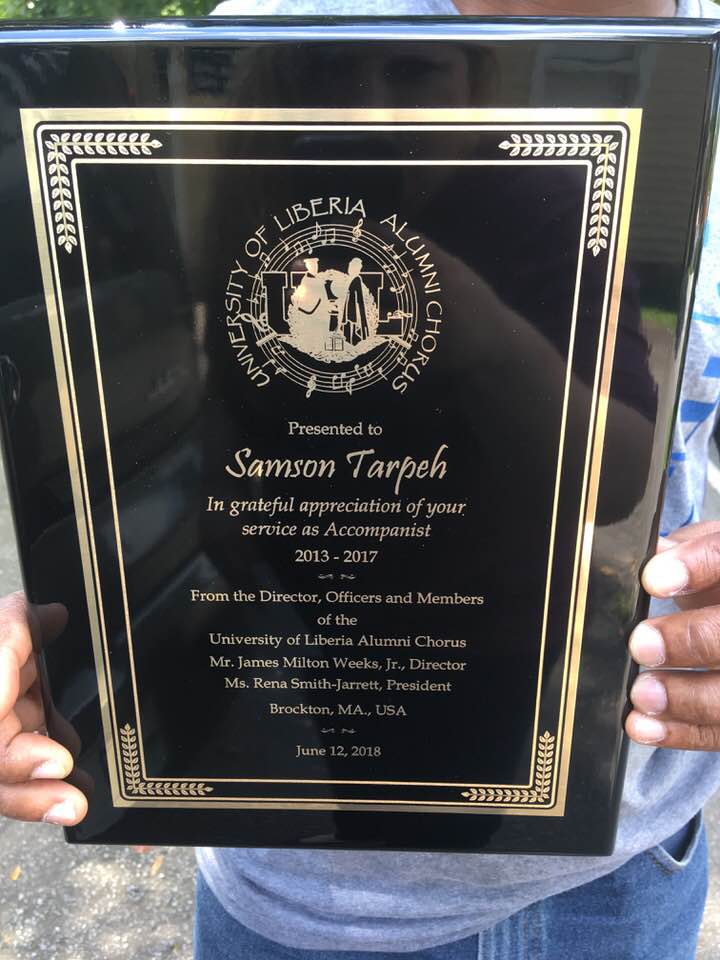 UNIVERSITY OF LIBERIA ALUMNI CHORUS
UL
Presented to
Samson Tarpeh
In grateful appreciation of your
service as Accompanist
2013 - 2017
From the Director, Officers and Members
of the
University of Liberia Alumni Chorus
Mr. James Milton Weeks, Jr., Director
Ms. Rena Smith-Jarrett, President
Brockton, MA., USA
June 12, 2018